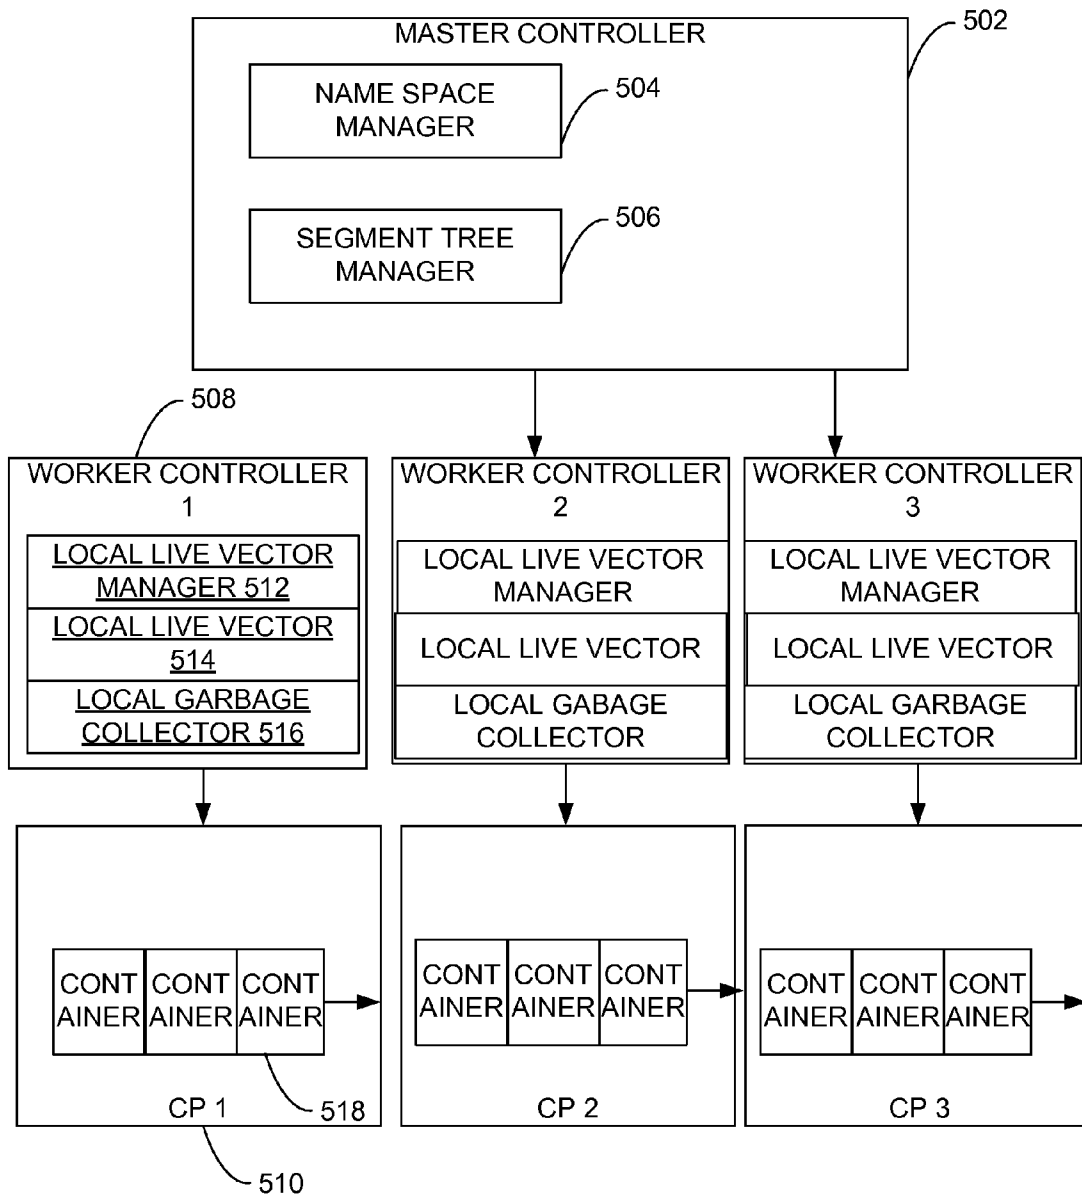 MASTER CONTROLLER
502
NAME SPACE
MANAGER
504
SEGMENT TREE
MANAGER
506
508
WORKER CONTROLLER
1
LOCAL LIVE VECTOR
MANAGER 512
LOCAL LIVE VECTOR
514
LOCAL GARBAGE
COLLECTOR 516
WORKER CONTROLLER
2
LOCAL LIVE VECTOR
MANAGER
LOCAL LIVE VECTOR
LOCAL GABAGE
COLLECTOR
WORKER CONTROLLER
3
LOCAL LIVE VECTOR
MANAGER
LOCAL LIVE VECTOR
LOCAL GARBAGE
COLLECTOR
CONT
AINER
CONT
AINER
CONT
AINER
CP 1
518
510
CONT
AINER
CONT
AINER
CONT
AINER
CP 2
CONT
AINER
CONT
AINER
CONT
AINER
CP 3